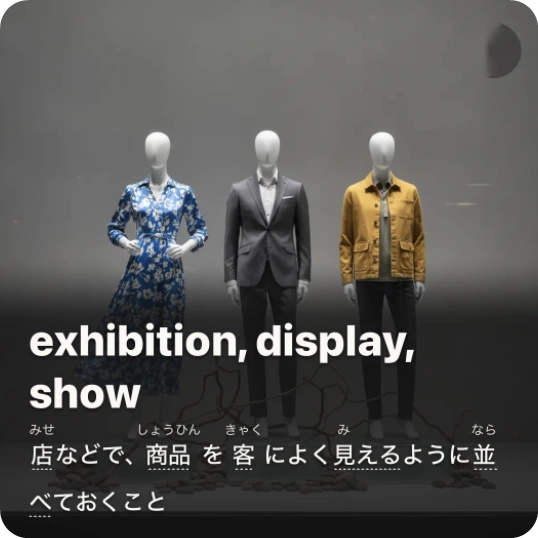 exhibition, display,
show
みせ しょうひん きゃく み なら
店などで、商品 を 客 によく見えるように並
べておくこと